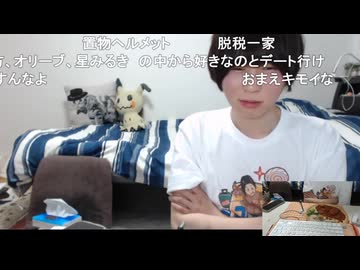 置物ヘルメット 脱税一家
、オリーブ、星みるき の中から好きなのとデート行け
すんなよ おまえキモイな